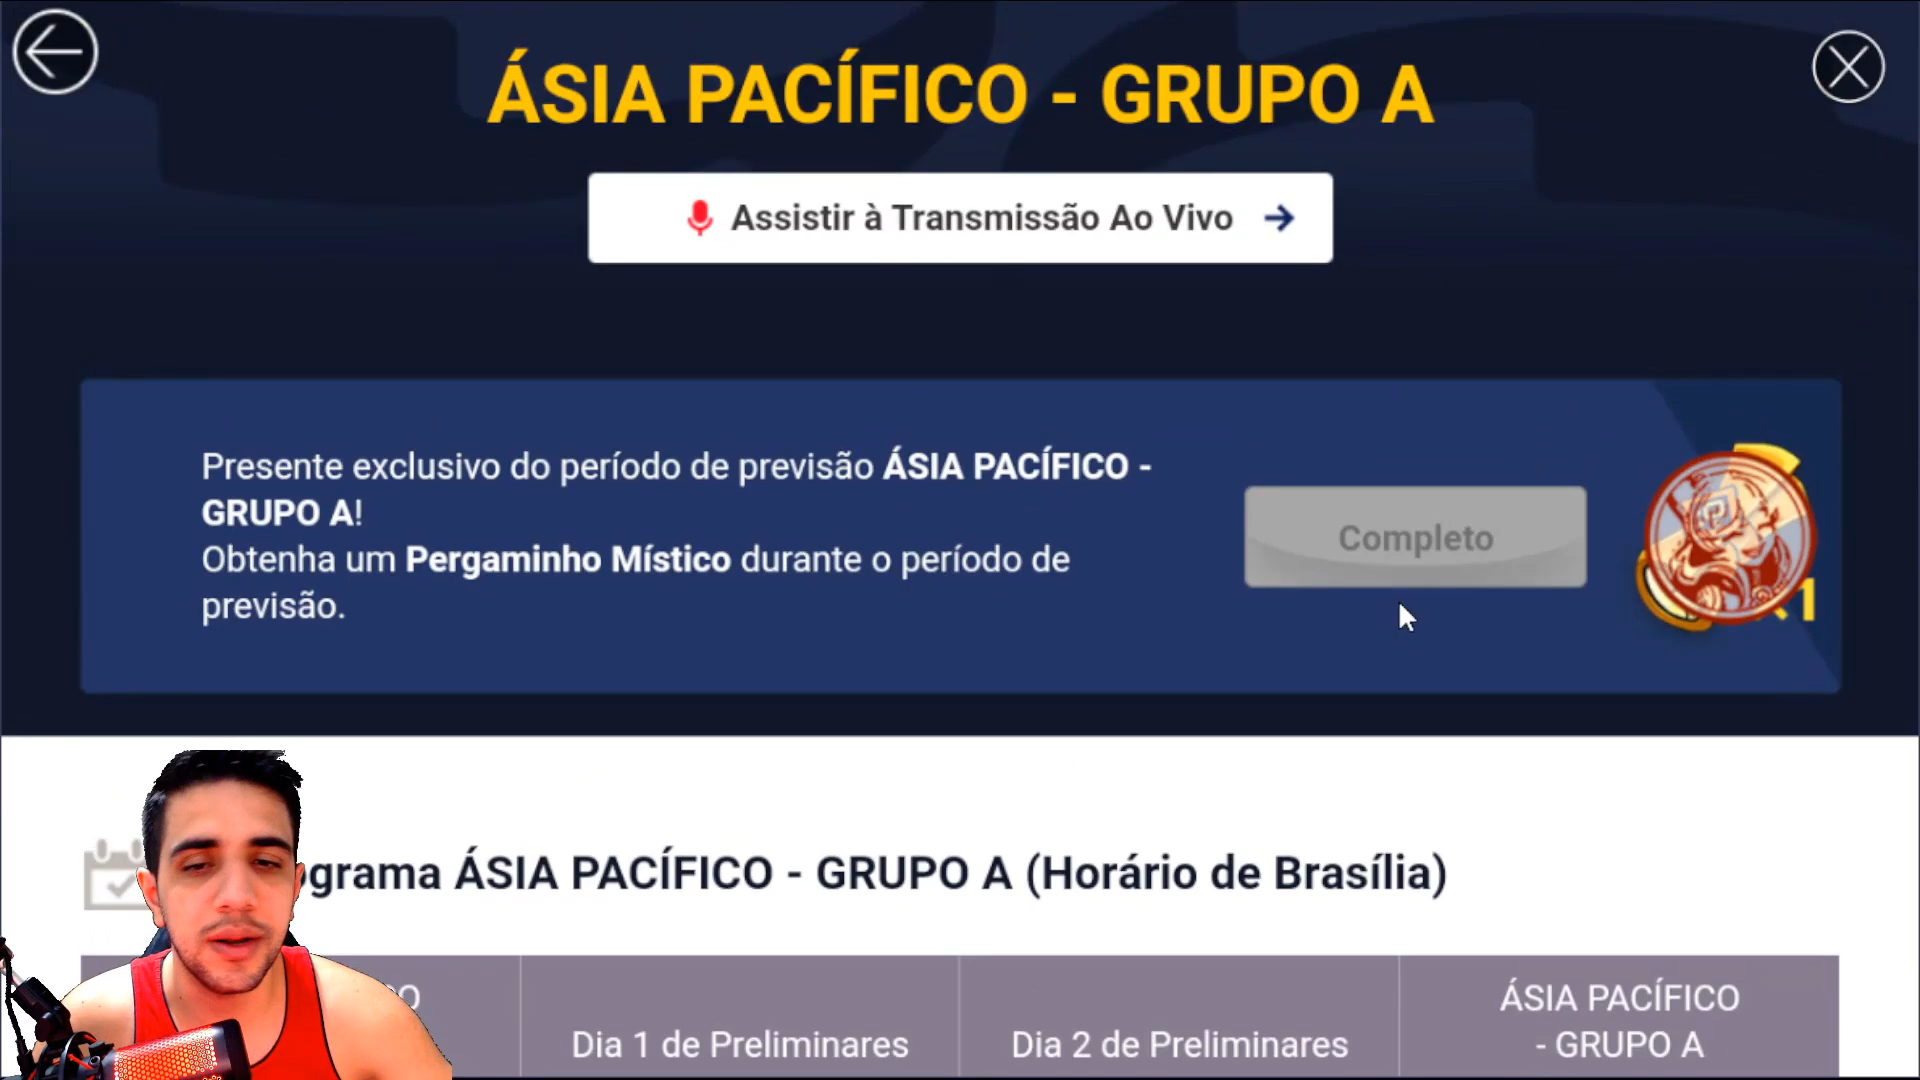 ÁSIA PACÍFICO - GRUPO A
Assistir à Transmissão Ao Vivo
Presente exclusivo do período de previsão ÁSIA PACÍFICO -
GRUPO A!
Obtenha um Pergaminho Místico durante o período de
previsão.
Completo
ograma ÁSIA PACÍFICO - GRUPO A (Horário de Brasília)
Dia 1 de Preliminares
Dia 2 de Preliminares
ÁSIA PACÍFICO
- GRUPO A